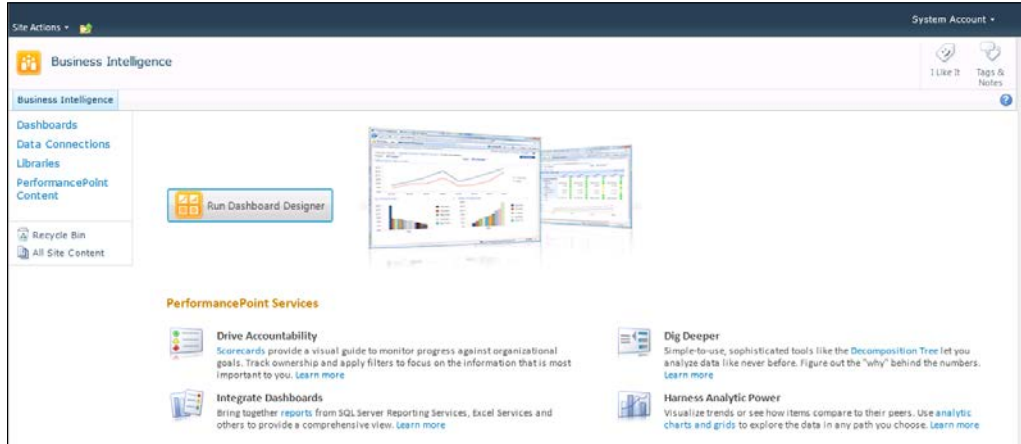 Site Actions
System Account
Business Intelligence
I Like It
Tags &
Notes
Business Intelligence
Dashboards
Data Connections
Libraries
PerformancePoint
Content
Recycle Bin
All Site Content
Run Dashboard Designer
PerformancePoint Services
Drive Accountability
Scorecards provide a visual guide to monitor progress against organizational
goals. Track ownership and apply filters to focus on the information that is most
important to you. Learn more
Integrate Dashboards
Bring together reports from SQL Server Reporting Services, Excel Services and
others to provide a comprehensive view. Learn more
Dig Deeper
Simple-to-use, sophisticated tools like the Decomposition Tree let you
analyze data like never before. Figure out the "why" behind the numbers.
Learn more
Harness Analytic Power
Visualize trends or see how items compare to their peers. Use analytic
charts and grids to explore the data in any path you choose. Learn more